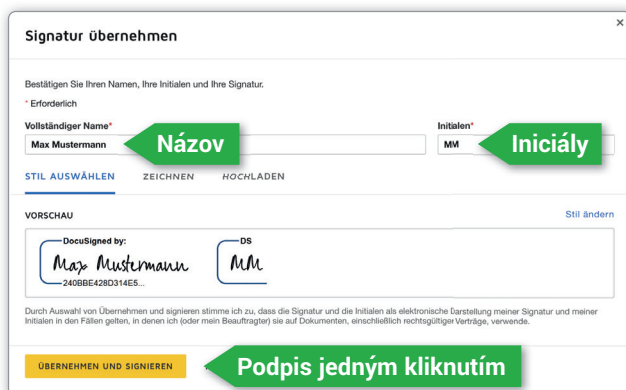 ×
Signatur übernehmen
Bestätigen Sie Ihren Namen, Ihre Initialen und Ihre Signatur.
* Erforderlich
Vollständiger Name* Initialen*
Max Mustermann Názov MM Iniciály
STIL AUSWÄHLEN ZEICHNEN HOCHLADEN
VORSCHAU Stil ändern
DocuSigned by: DS
Max Mustermann MM
240BBE428D314E5...
Durch Auswahl von Übernehmen und signieren stimme ich zu, dass die Signatur und die Initialen als elektronische Darstellung meiner Signatur und meiner
Initialen in den Fällen gelten, in denen ich (oder mein Beauftragter) sie auf Dokumenten, einschließlich rechtsgültiger Verträge, verwende.
ÜBERNEHMEN UND SIGNIEREN Podpis jedným kliknutím